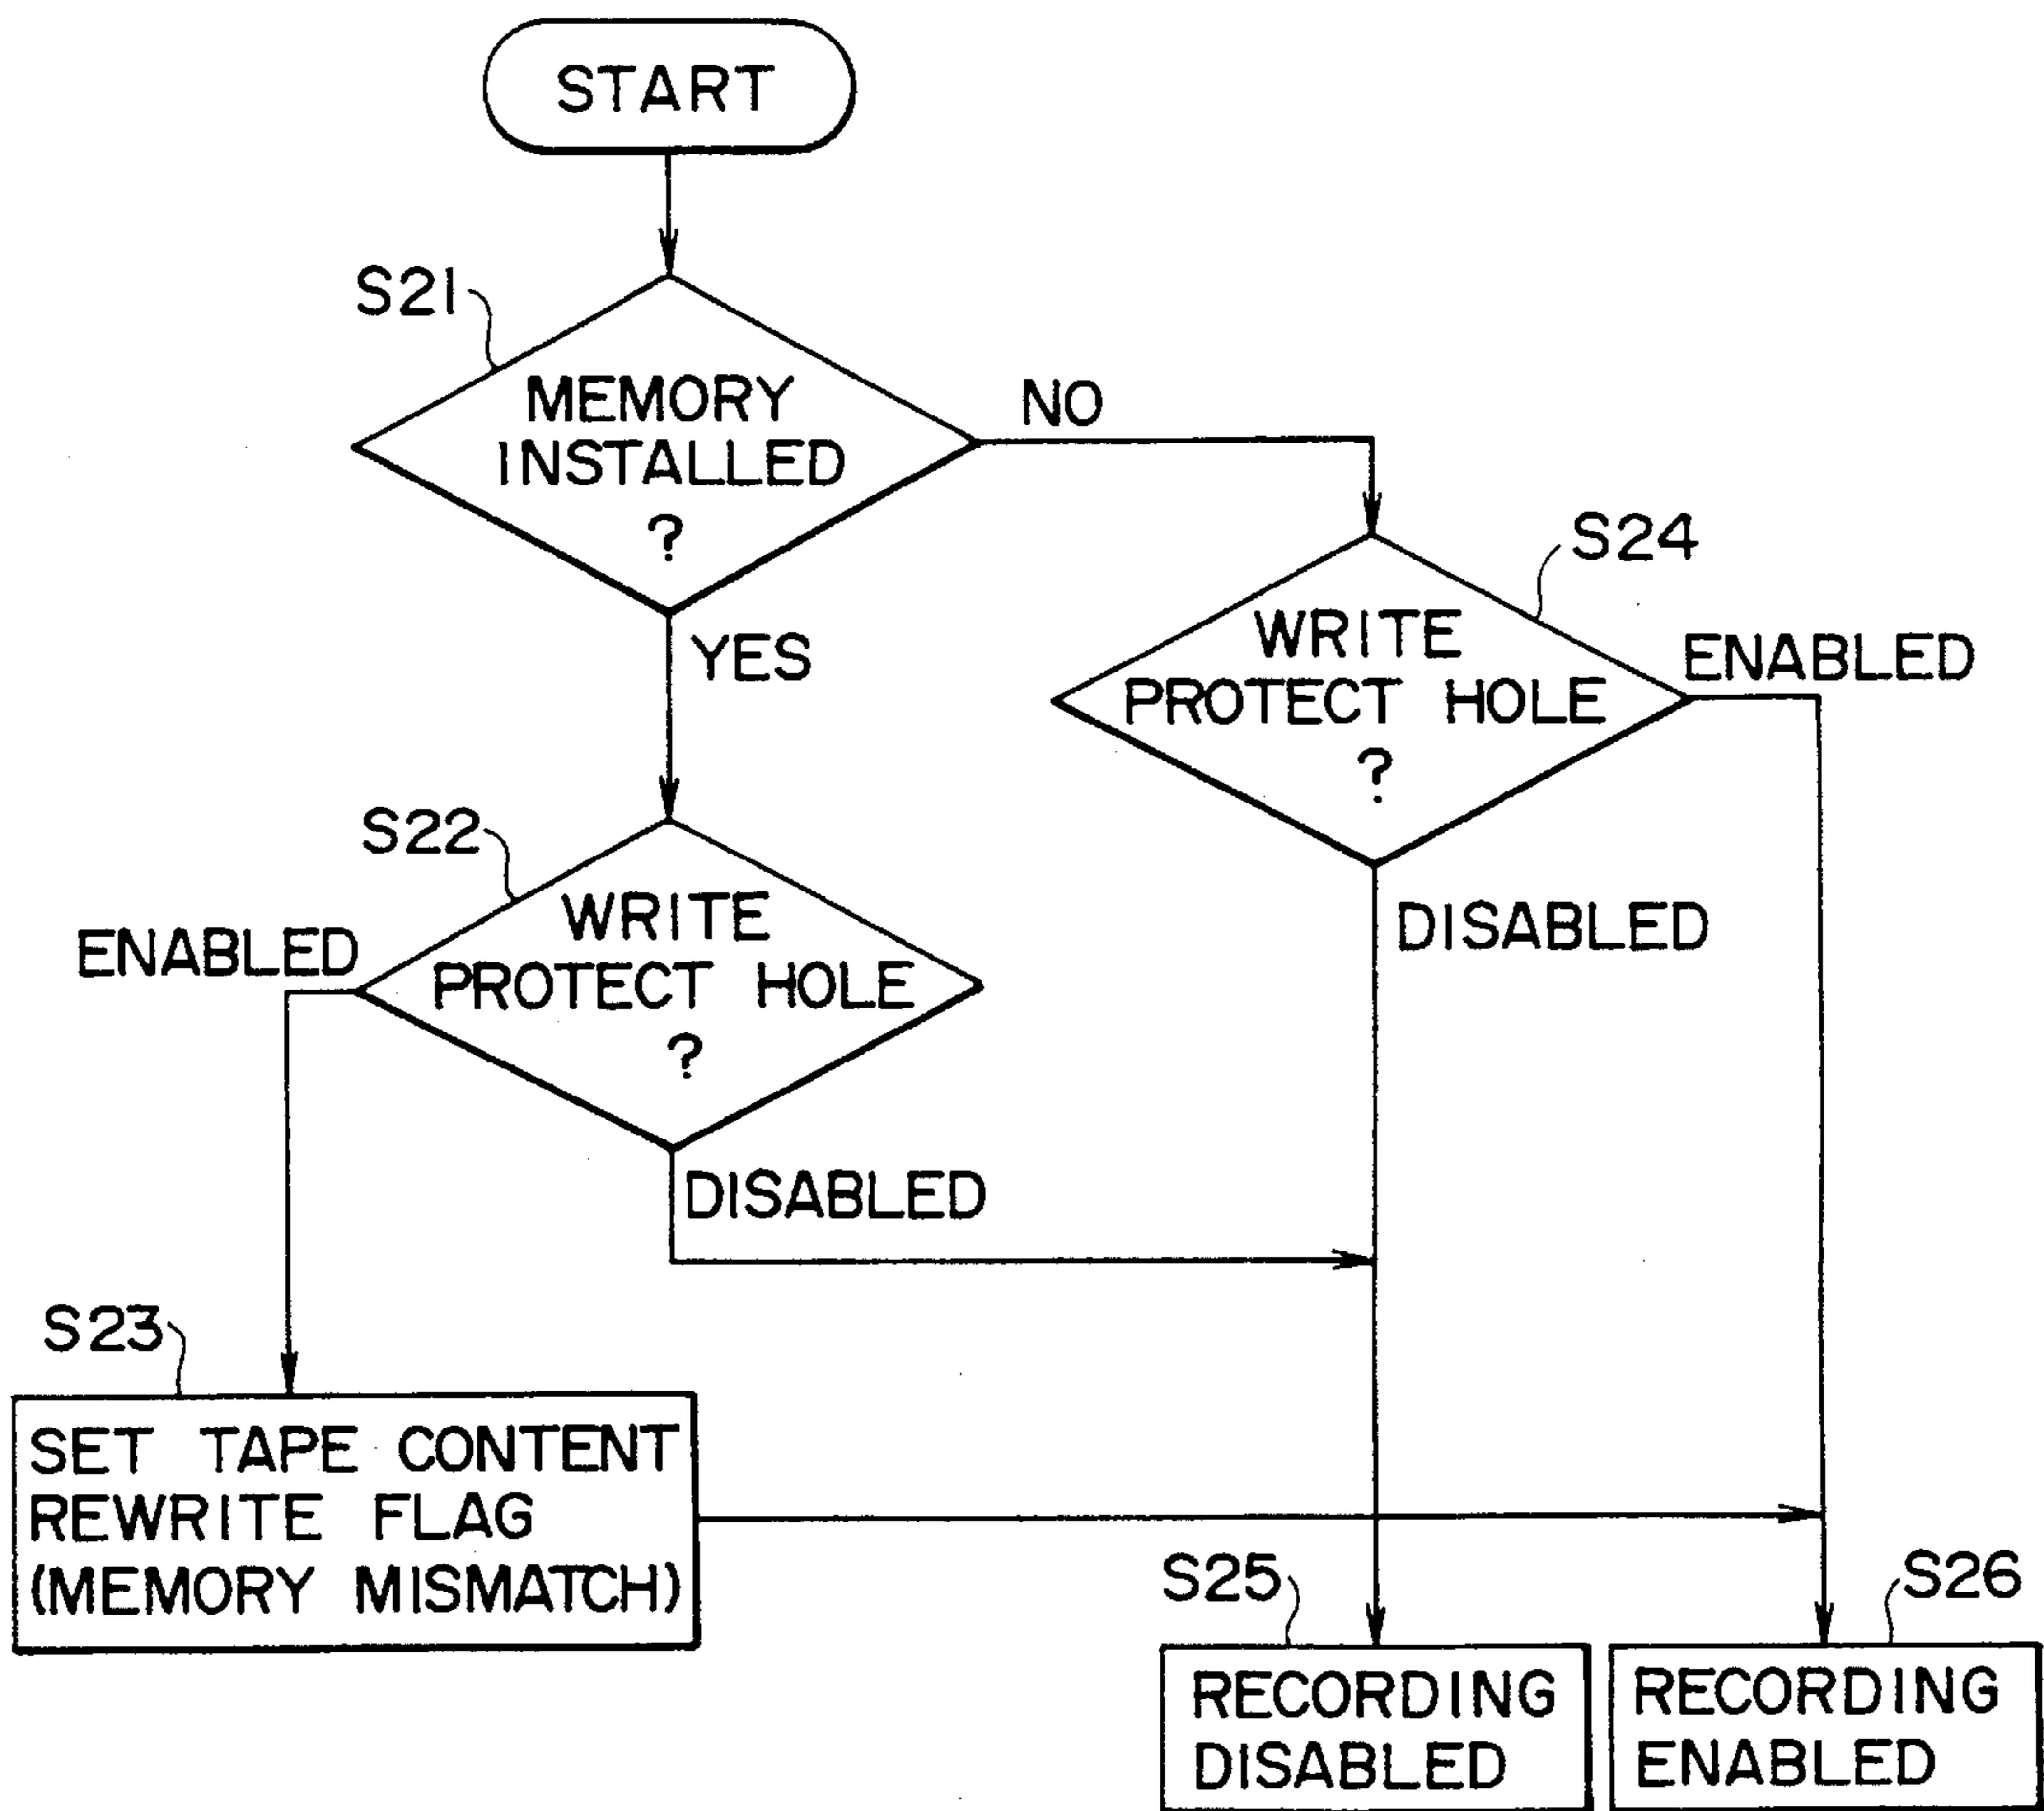 START
S21
MEMORY
INSTALLED
?
NO
YES
S24
WRITE
PROTECT HOLE
?
ENABLED
DISABLED
S22
WRITE
PROTECT HOLE
?
ENABLED
DISABLED
S23
SET TAPE CONTENT
REWRITE FLAG
(MEMORY MISMATCH)
S25
RECORDING
DISABLED
S26
RECORDING
ENABLED